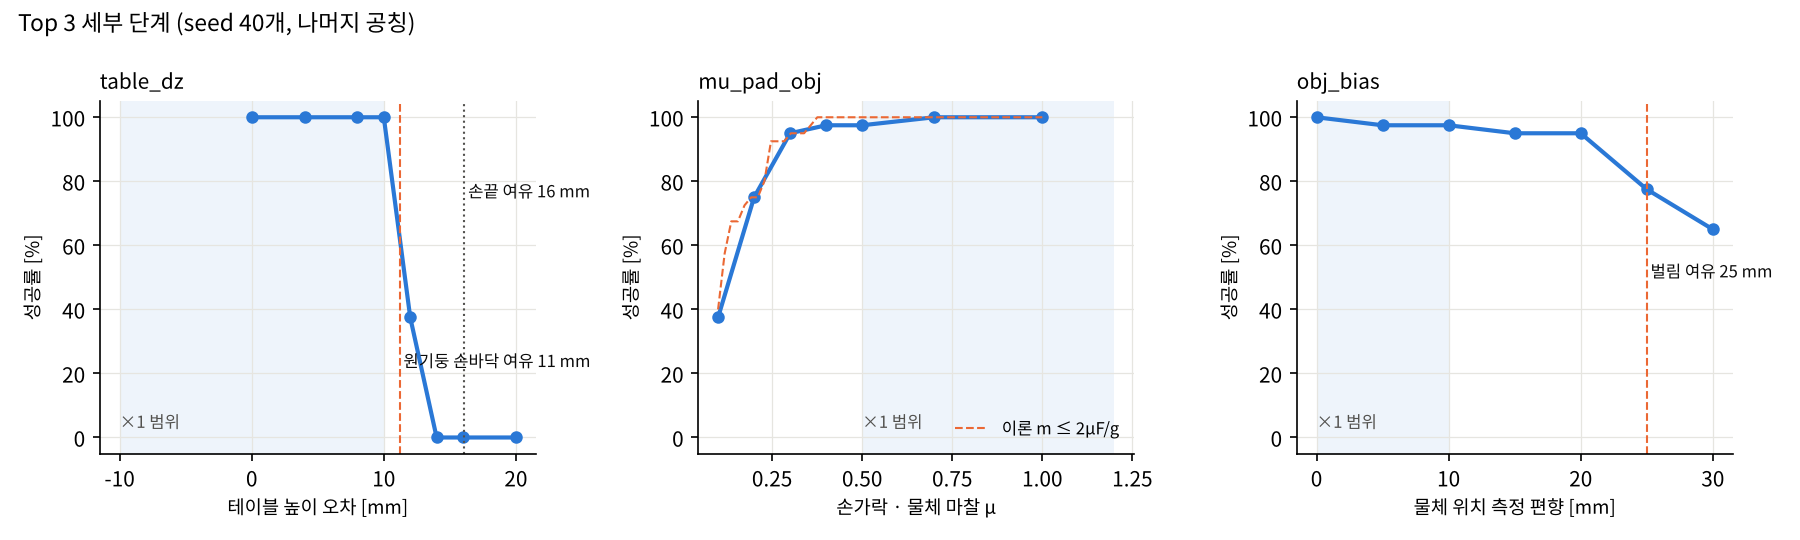 Top 3 세부 단계 (seed 40개, 나머지 공칭)
table_dz
성공률 [%]
100
80
60
40
20
0
손끝 여유 16 mm
원기둥 손바닥 여유 11 mm
×1 범위
-10
0
10
20
테이블 높이 오차 [mm]
mu_pad_obj
성공률 [%]
100
80
60
40
20
0
×1 범위
이론 m ≤ 2μF/g
0.25
0.50
0.75
1.00
1.25
손가락 · 물체 마찰 μ
obj_bias
성공률 [%]
100
80
60
40
20
0
벌림 여유 25 mm
×1 범위
0
10
20
30
물체 위치 측정 편향 [mm]